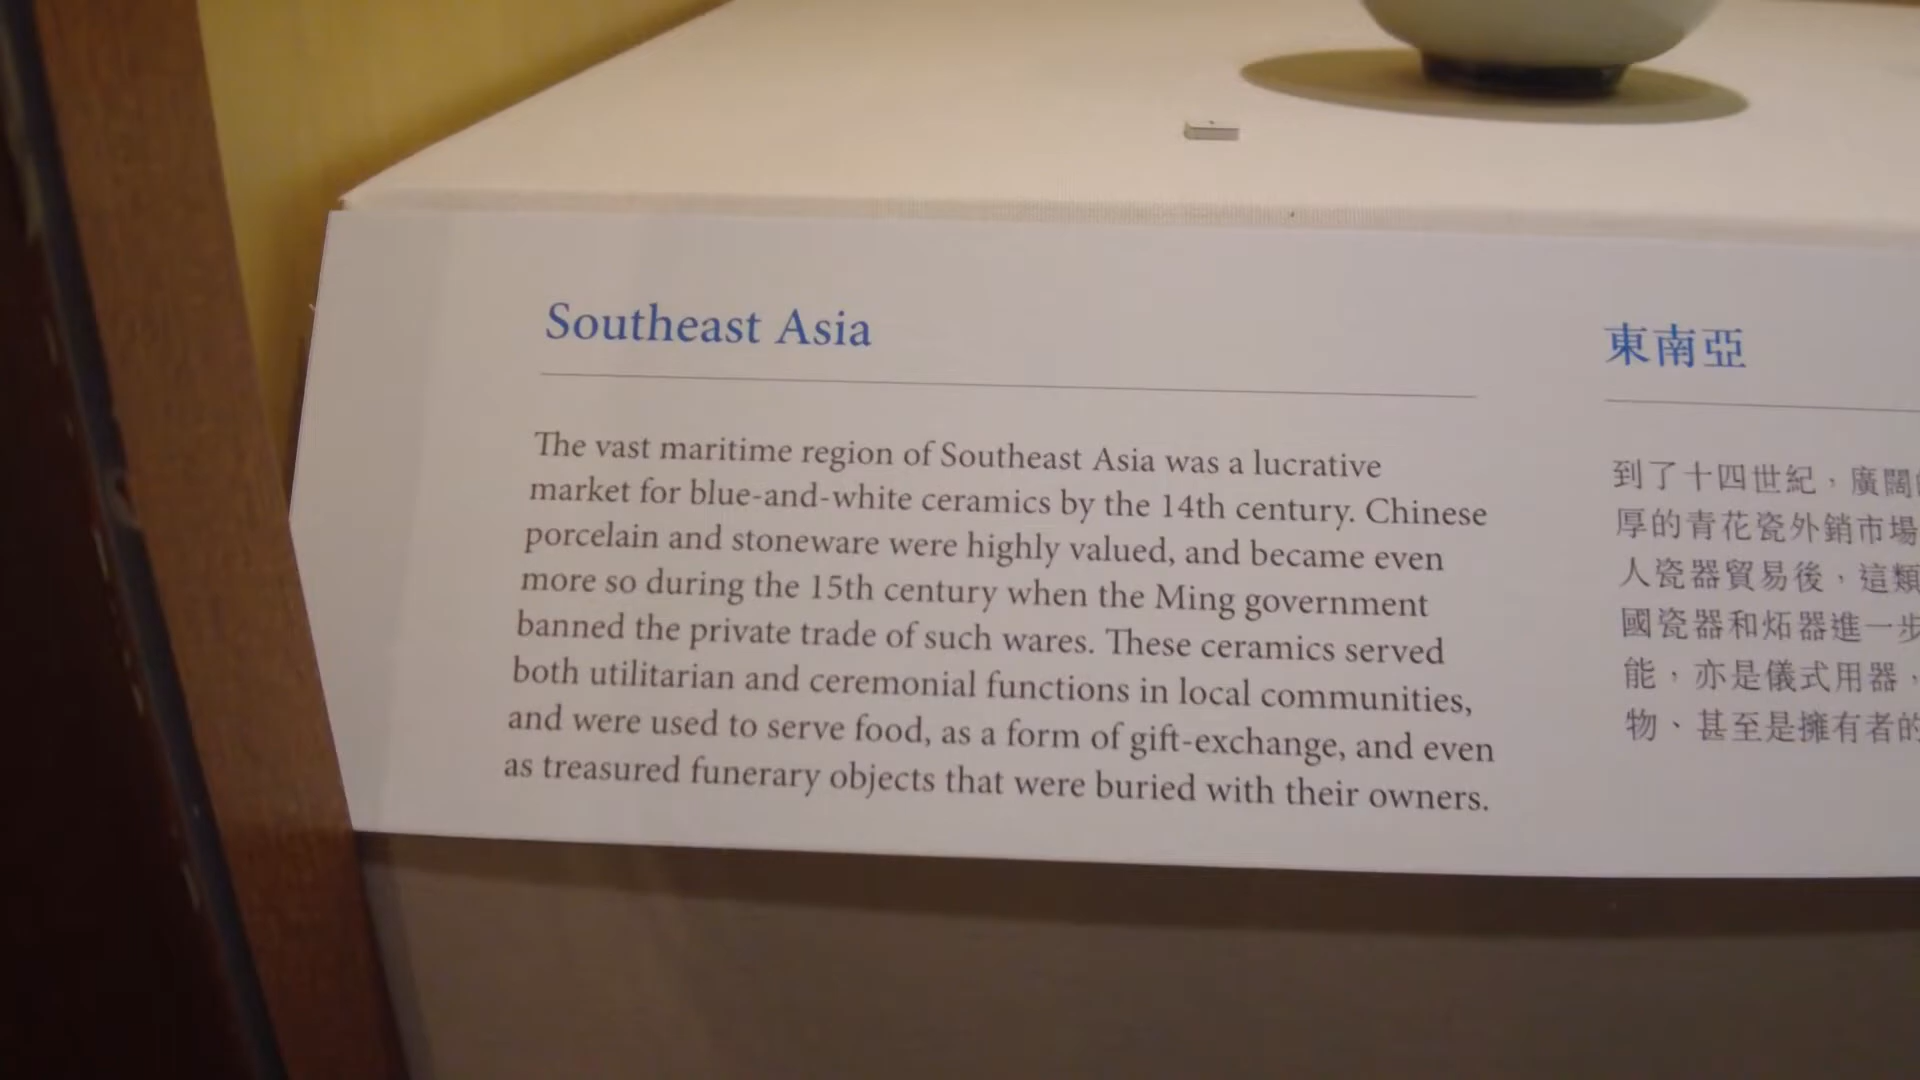 Southeast Asia
The vast maritime region of Southeast Asia was a lucrative
market for blue-and-white ceramics by the 14th century. Chinese
porcelain and stoneware were highly valued, and became even
more so during the 15th century when the Ming government
banned the private trade of such wares. These ceramics served
both utilitarian and ceremonial functions in local communities,
and were used to serve food, as a form of gift-exchange, and even
as treasured funerary objects that were buried with their owners.
東南亞
到了十四世紀，廣闊
厚的青花瓷外銷市場
人瓷器貿易後，這類
國瓷器和炻器進一步
能，亦是儀式用器，
物、甚至是擁有者的